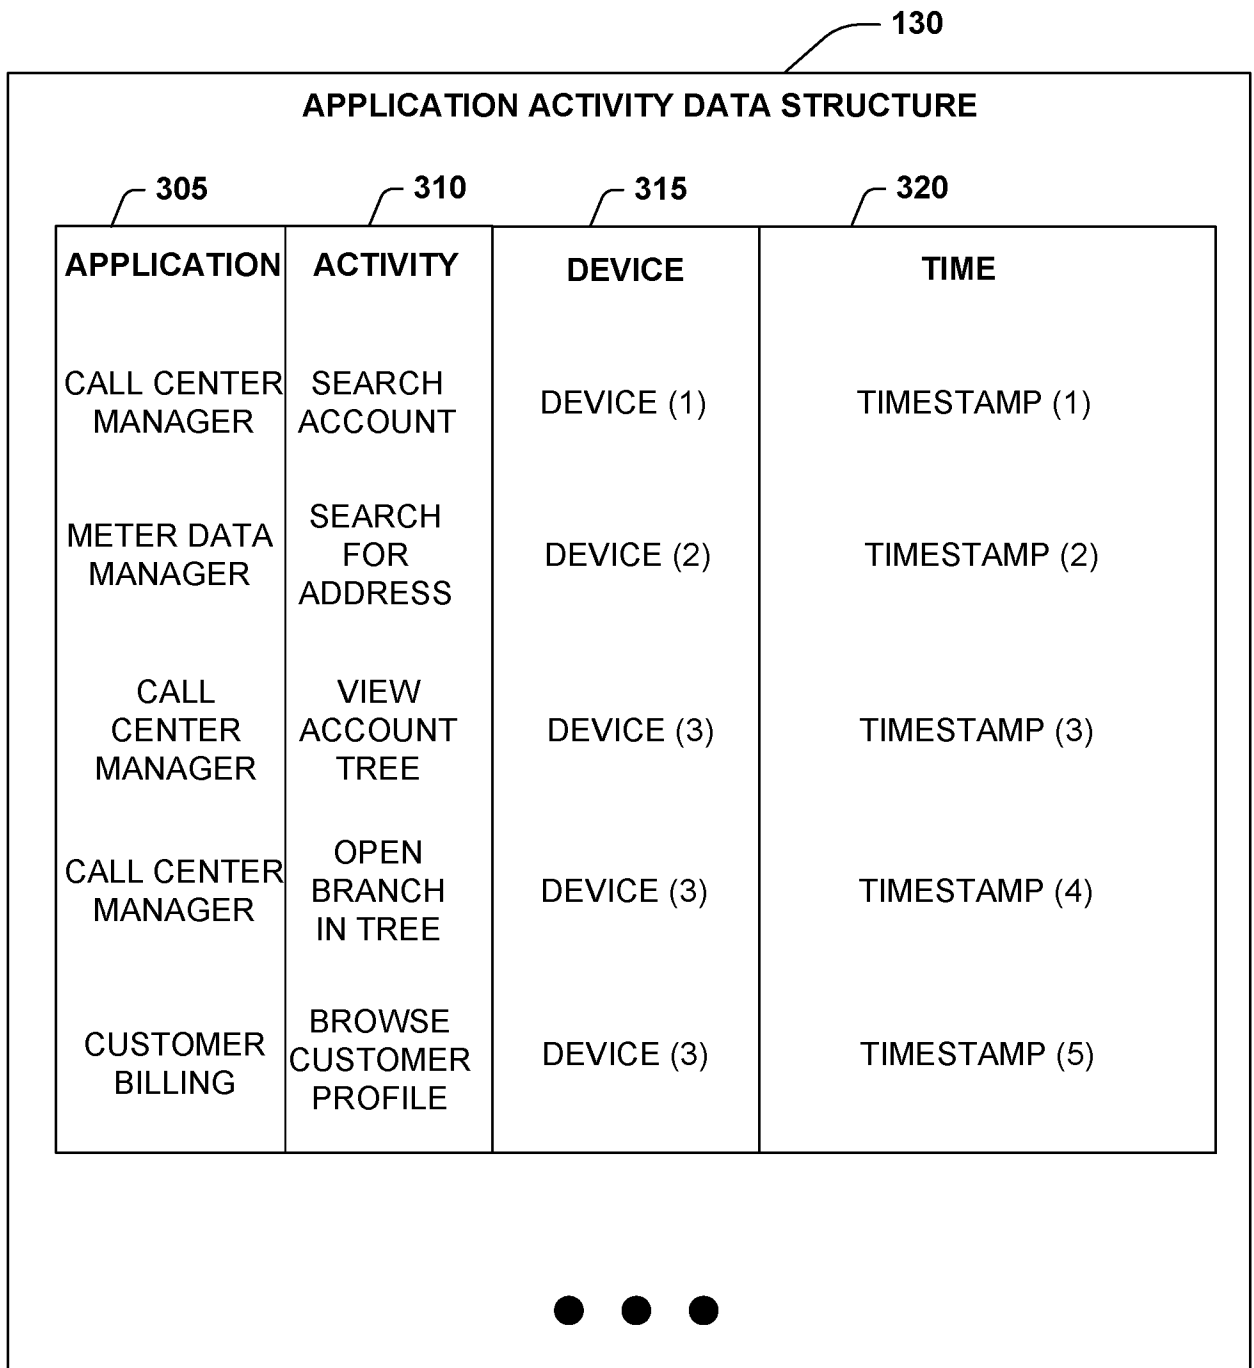 130
APPLICATION ACTIVITY DATA STRUCTURE
305 310 315 320
APPLICATION ACTIVITY DEVICE TIME
CALL CENTER
MANAGER
SEARCH
ACCOUNT
DEVICE (1)
TIMESTAMP (1)
METER DATA
MANAGER
SEARCH
FOR
ADDRESS
DEVICE (2)
TIMESTAMP (2)
CALL
CENTER
MANAGER
VIEW
ACCOUNT
TREE
DEVICE (3)
TIMESTAMP (3)
CALL CENTER
MANAGER
OPEN
BRANCH
IN TREE
DEVICE (3)
TIMESTAMP (4)
CUSTOMER
BILLING
BROWSE
CUSTOMER
PROFILE
DEVICE (3)
TIMESTAMP (5)